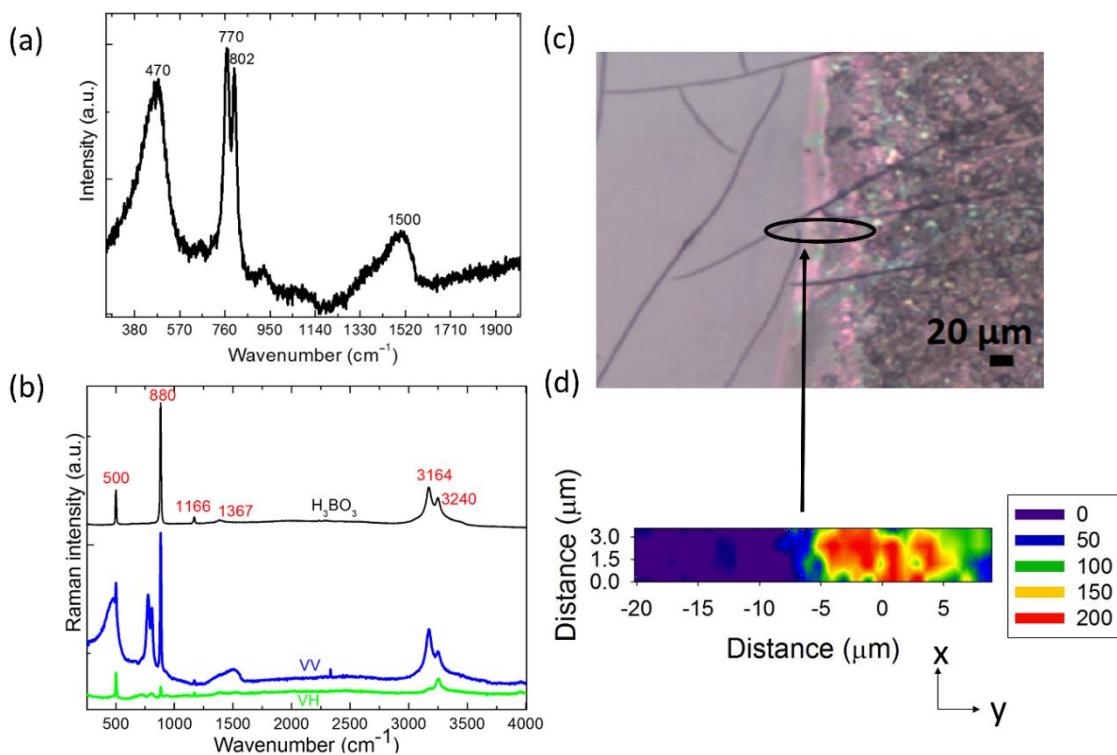 (a)
770
802
470
1500
Intensity (a.u.)
380 570 760 950 1140 1330 1520 1710 1900
Wavenumber (cm⁻¹)
(b)
880
500
1166
1367
H₃BO₃
3164
3240
VV
VH
Raman intensity (a.u.)
500 1000 1500 2000 2500 3000 3500 4000
Wavenumber (cm⁻¹)
(c)
20 µm
(d)
Distance (µm)
3.0
1.5
0.0
-20 -15 -10 -5 0 5
Distance (µm)
0
50
100
150
200
x
y